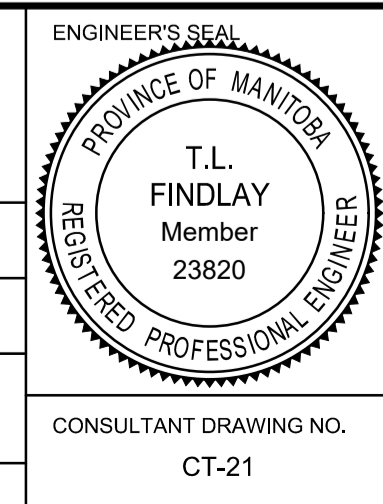 ENGINEER'S SEAL
PROVINCE OF MANITOBA
T.L.
FINDLAY
Member
23820
REGISTERED PROFESSIONAL ENGINEER
CONSULTANT DRAWING NO.
CT-21